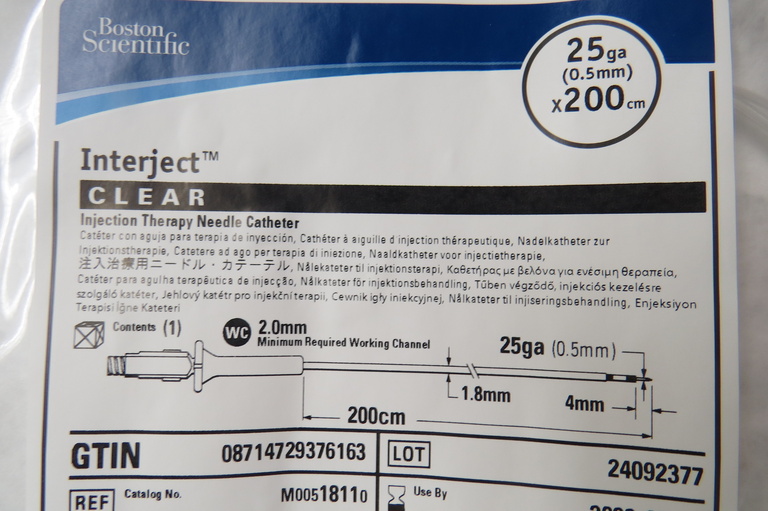 Boston
Scientific
25ga
(0.5mm)
x200cm
Interject™
CLEAR
Injection Therapy Needle Catheter
Catéter con aguja para terapia de inyección, Cathéter à aiguille d'injection thérapeutique, Nadelkatheter zur
Injektionstherapie, Catetere ad ago per terapia di iniezione, Naaldkatheter voor injectietherapie,
注入治療用ニードル・カテーテル, Nålekateter til injektionsterapi, Καθετήρας με βελόνα για ενέσιμη θεραπεία,
Catéter para agulha terapêutica de injecção, Nålkateter för injektionsbehandling, Tűben végződő, injekciós kezelésre
szolgáló katéter, Jehlový katétr pro injekční terapii, Cewnik igły iniekcyjnej, Nålkateter til injiseringsbehandling, Enjeksiyon
Terapisi İğne Kateteri
Contents (1)
WC 2.0mm
Minimum Required Working Channel
25ga (0.5mm)
1.8mm
4mm
200cm
GTIN 08714729376163
LOT 24092377
REF Catalog No. M00518110
Use By